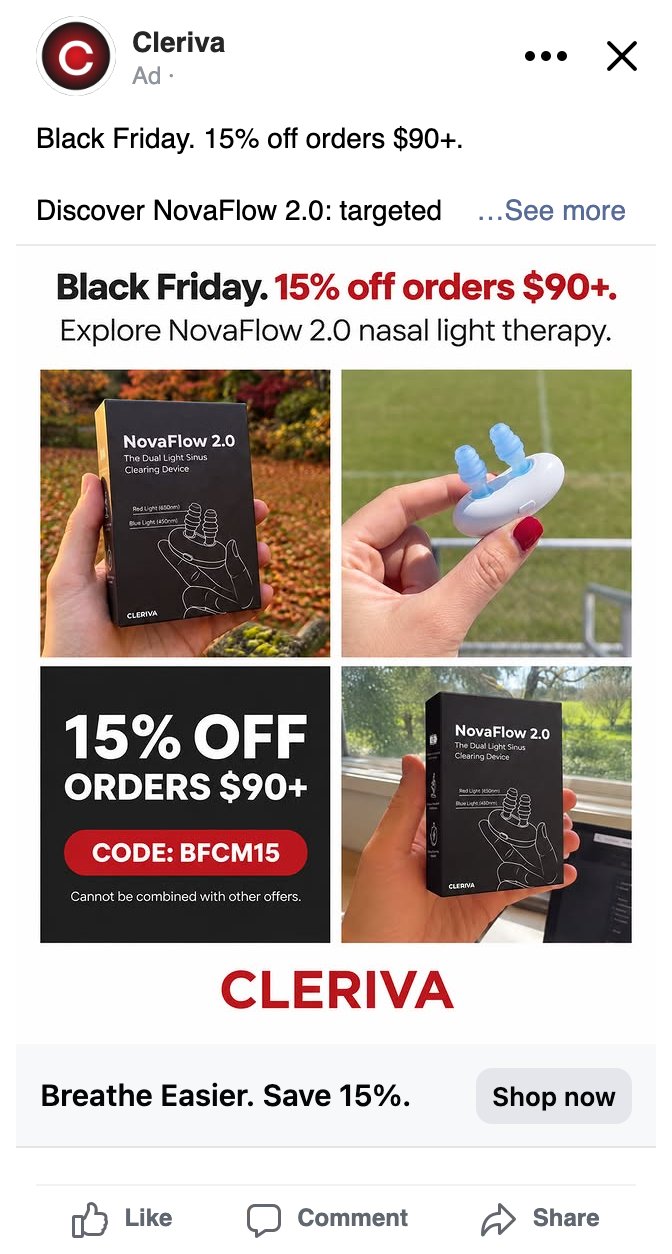 C
Cleriva
Ad ·
Black Friday. 15% off orders $90+.
Discover NovaFlow 2.0: targeted ...See more
Black Friday. 15% off orders $90+.
Explore NovaFlow 2.0 nasal light therapy.
NovaFlow 2.0
The Dual Light Sinus
Clearing Device
Red Light (650nm)
Blue Light (450nm)
CLERIVA
15% OFF
ORDERS $90+
CODE: BFCM15
Cannot be combined with other offers.
NovaFlow 2.0
The Dual Light Sinus
Clearing Device
Red Light (650nm)
Blue Light (450nm)
CLERIVA
CLERIVA
Breathe Easier. Save 15%.
Shop now
Like
Comment
Share